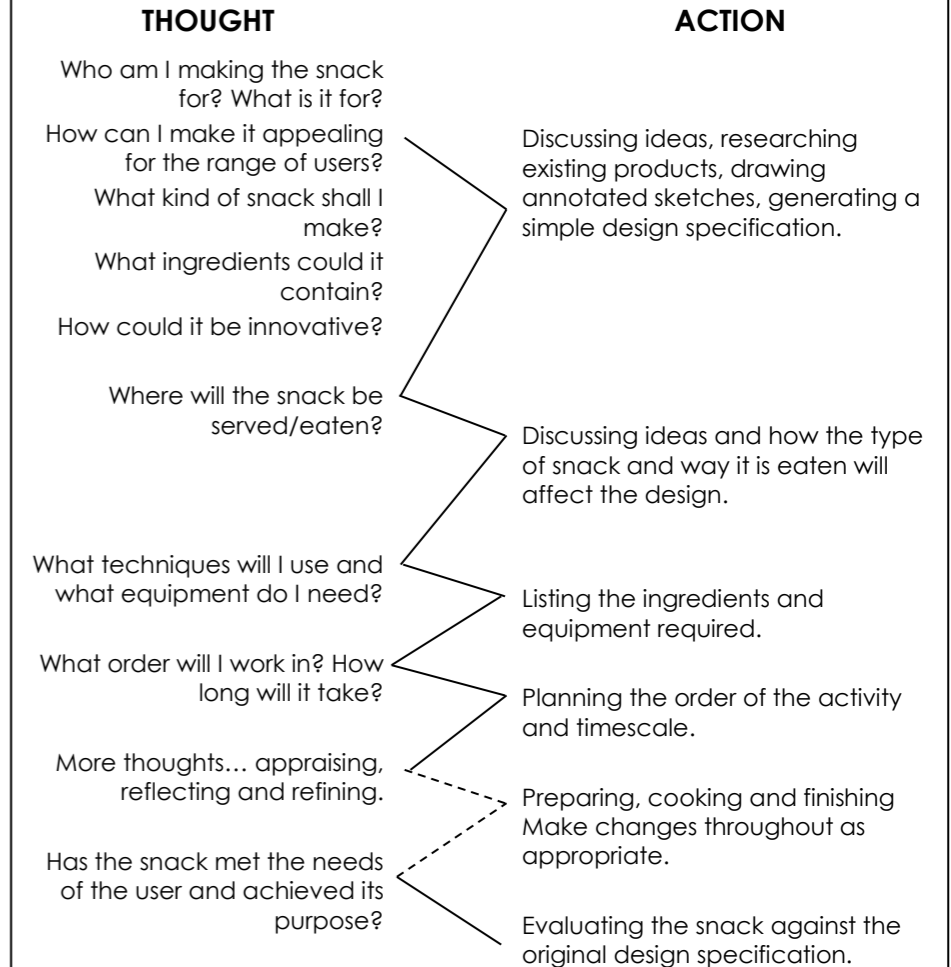 THOUGHT
ACTION
Who am I making the snack
for? What is it for?
How can I make it appealing
for the range of users?
What kind of snack shall I
make?
What ingredients could it
contain?
How could it be innovative?
Discussing ideas, researching
existing products, drawing
annotated sketches, generating a
simple design specification.
Where will the snack be
served/eaten?
Discussing ideas and how the type
of snack and way it is eaten will
affect the design.
What techniques will I use and
what equipment do I need?
Listing the ingredients and
equipment required.
What order will I work in? How
long will it take?
Planning the order of the activity
and timescale.
More thoughts… appraising,
reflecting and refining.
Preparing, cooking and finishing
Make changes throughout as
appropriate.
Has the snack met the needs
of the user and achieved its
purpose?
Evaluating the snack against the
original design specification.